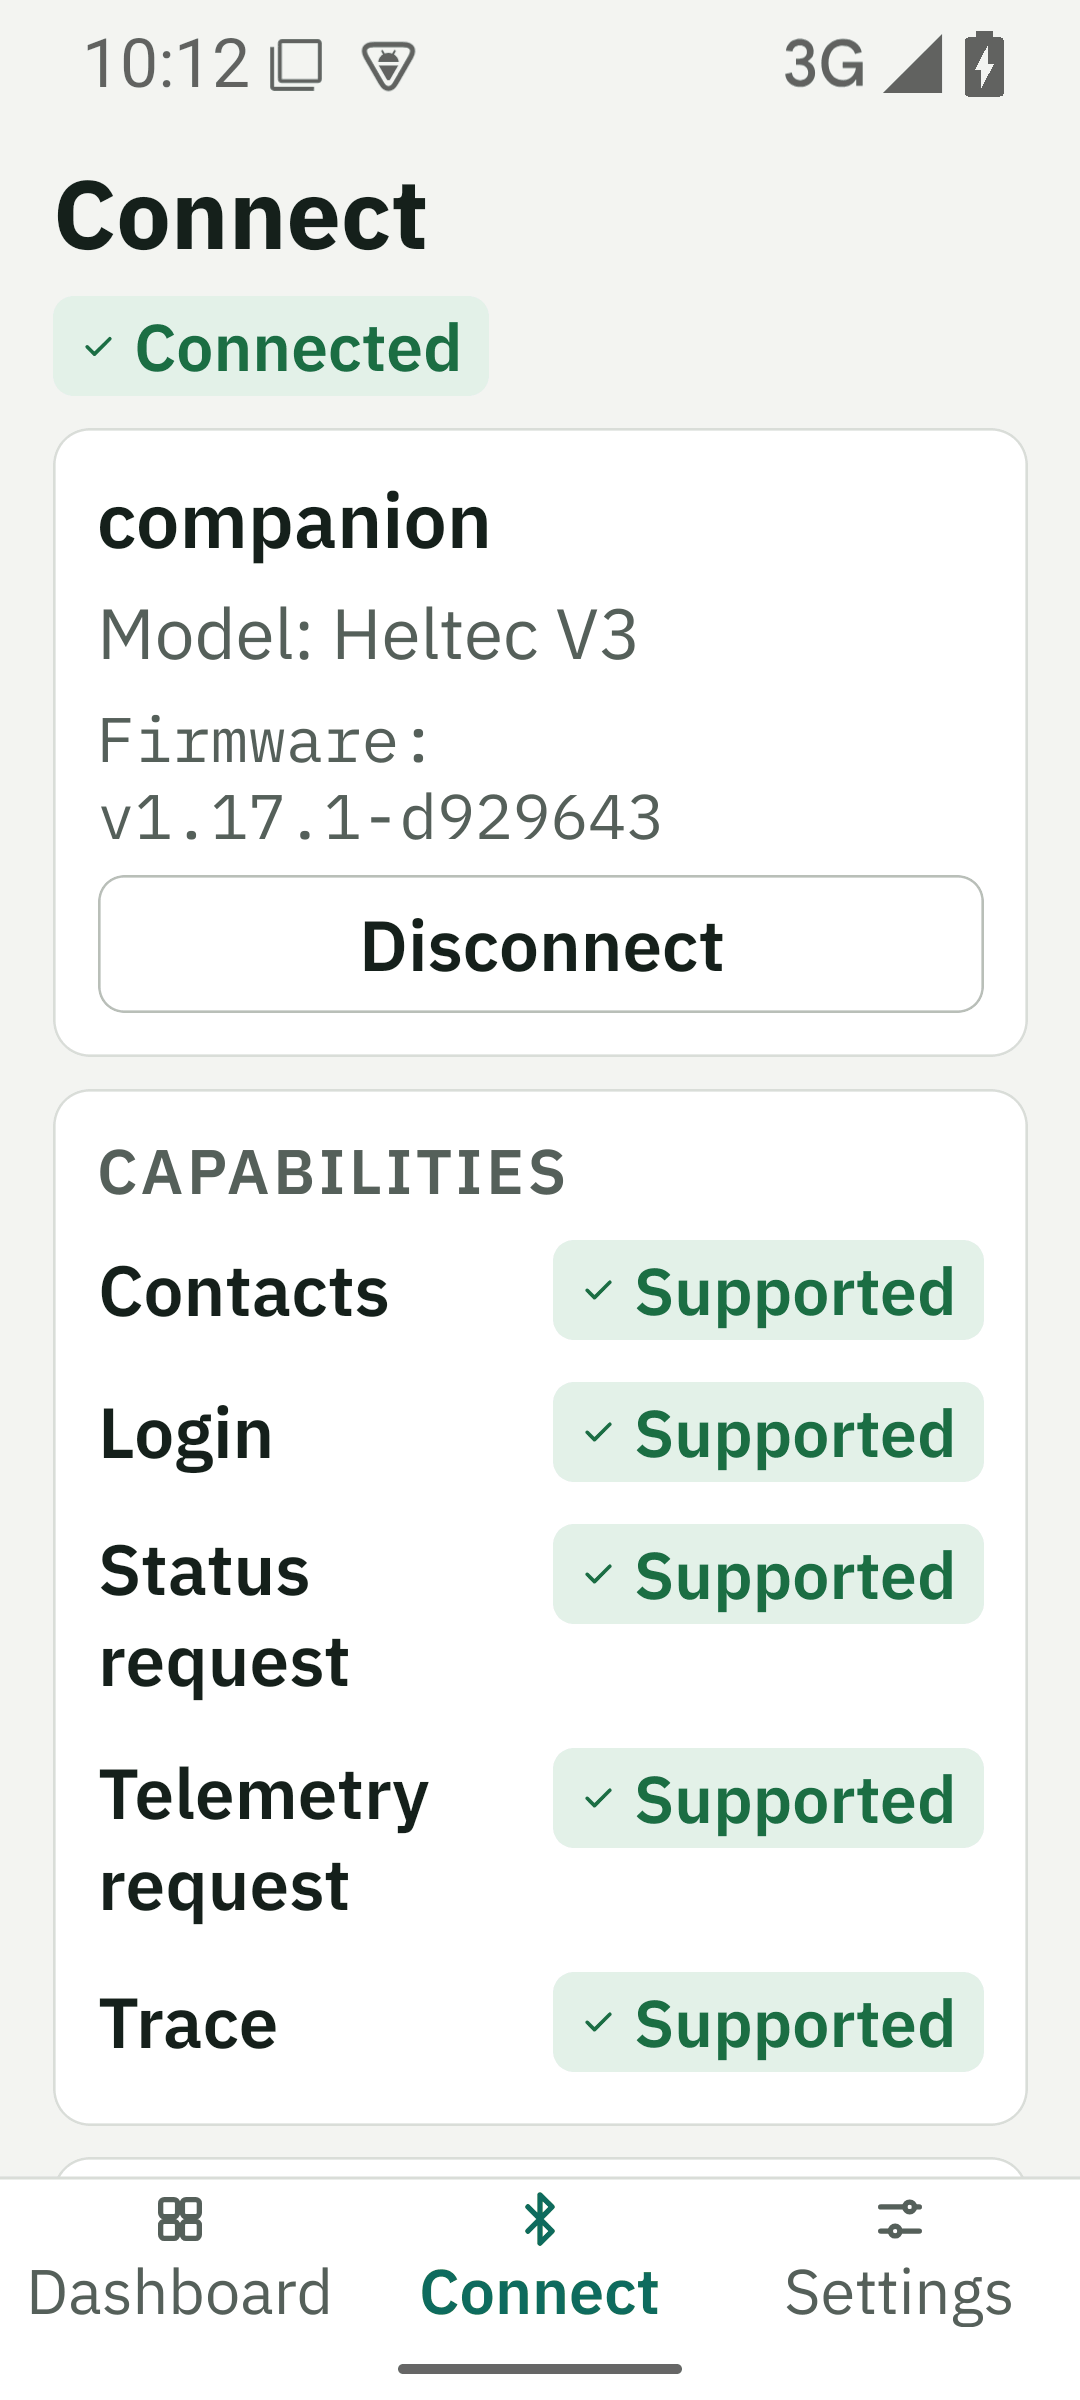 10:12
3G
Connect
Connected
companion
Model: Heltec V3
Firmware:
v1.17.1-d929643
Disconnect
CAPABILITIES
Contacts
Supported
Login
Supported
Status
request
Supported
Telemetry
request
Supported
Trace
Supported
Dashboard
Connect
Settings